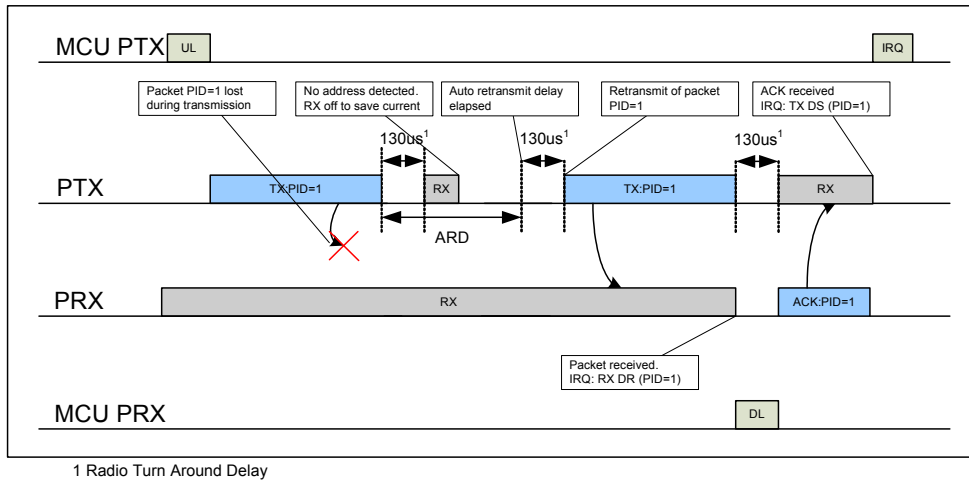 MCU PTX
UL
IRQ
Packet PID=1 lost
during transmission
No address detected.
RX off to save current
Auto retransmit delay
elapsed
Retransmit of packet
PID=1
ACK received
IRQ: TX DS (PID=1)
130us1
130us1
130us1
PTX
TX:PID=1
RX
TX:PID=1
RX
ARD
PRX
RX
ACK:PID=1
Packet received.
IRQ: RX DR (PID=1)
MCU PRX
DL
1 Radio Turn Around Delay